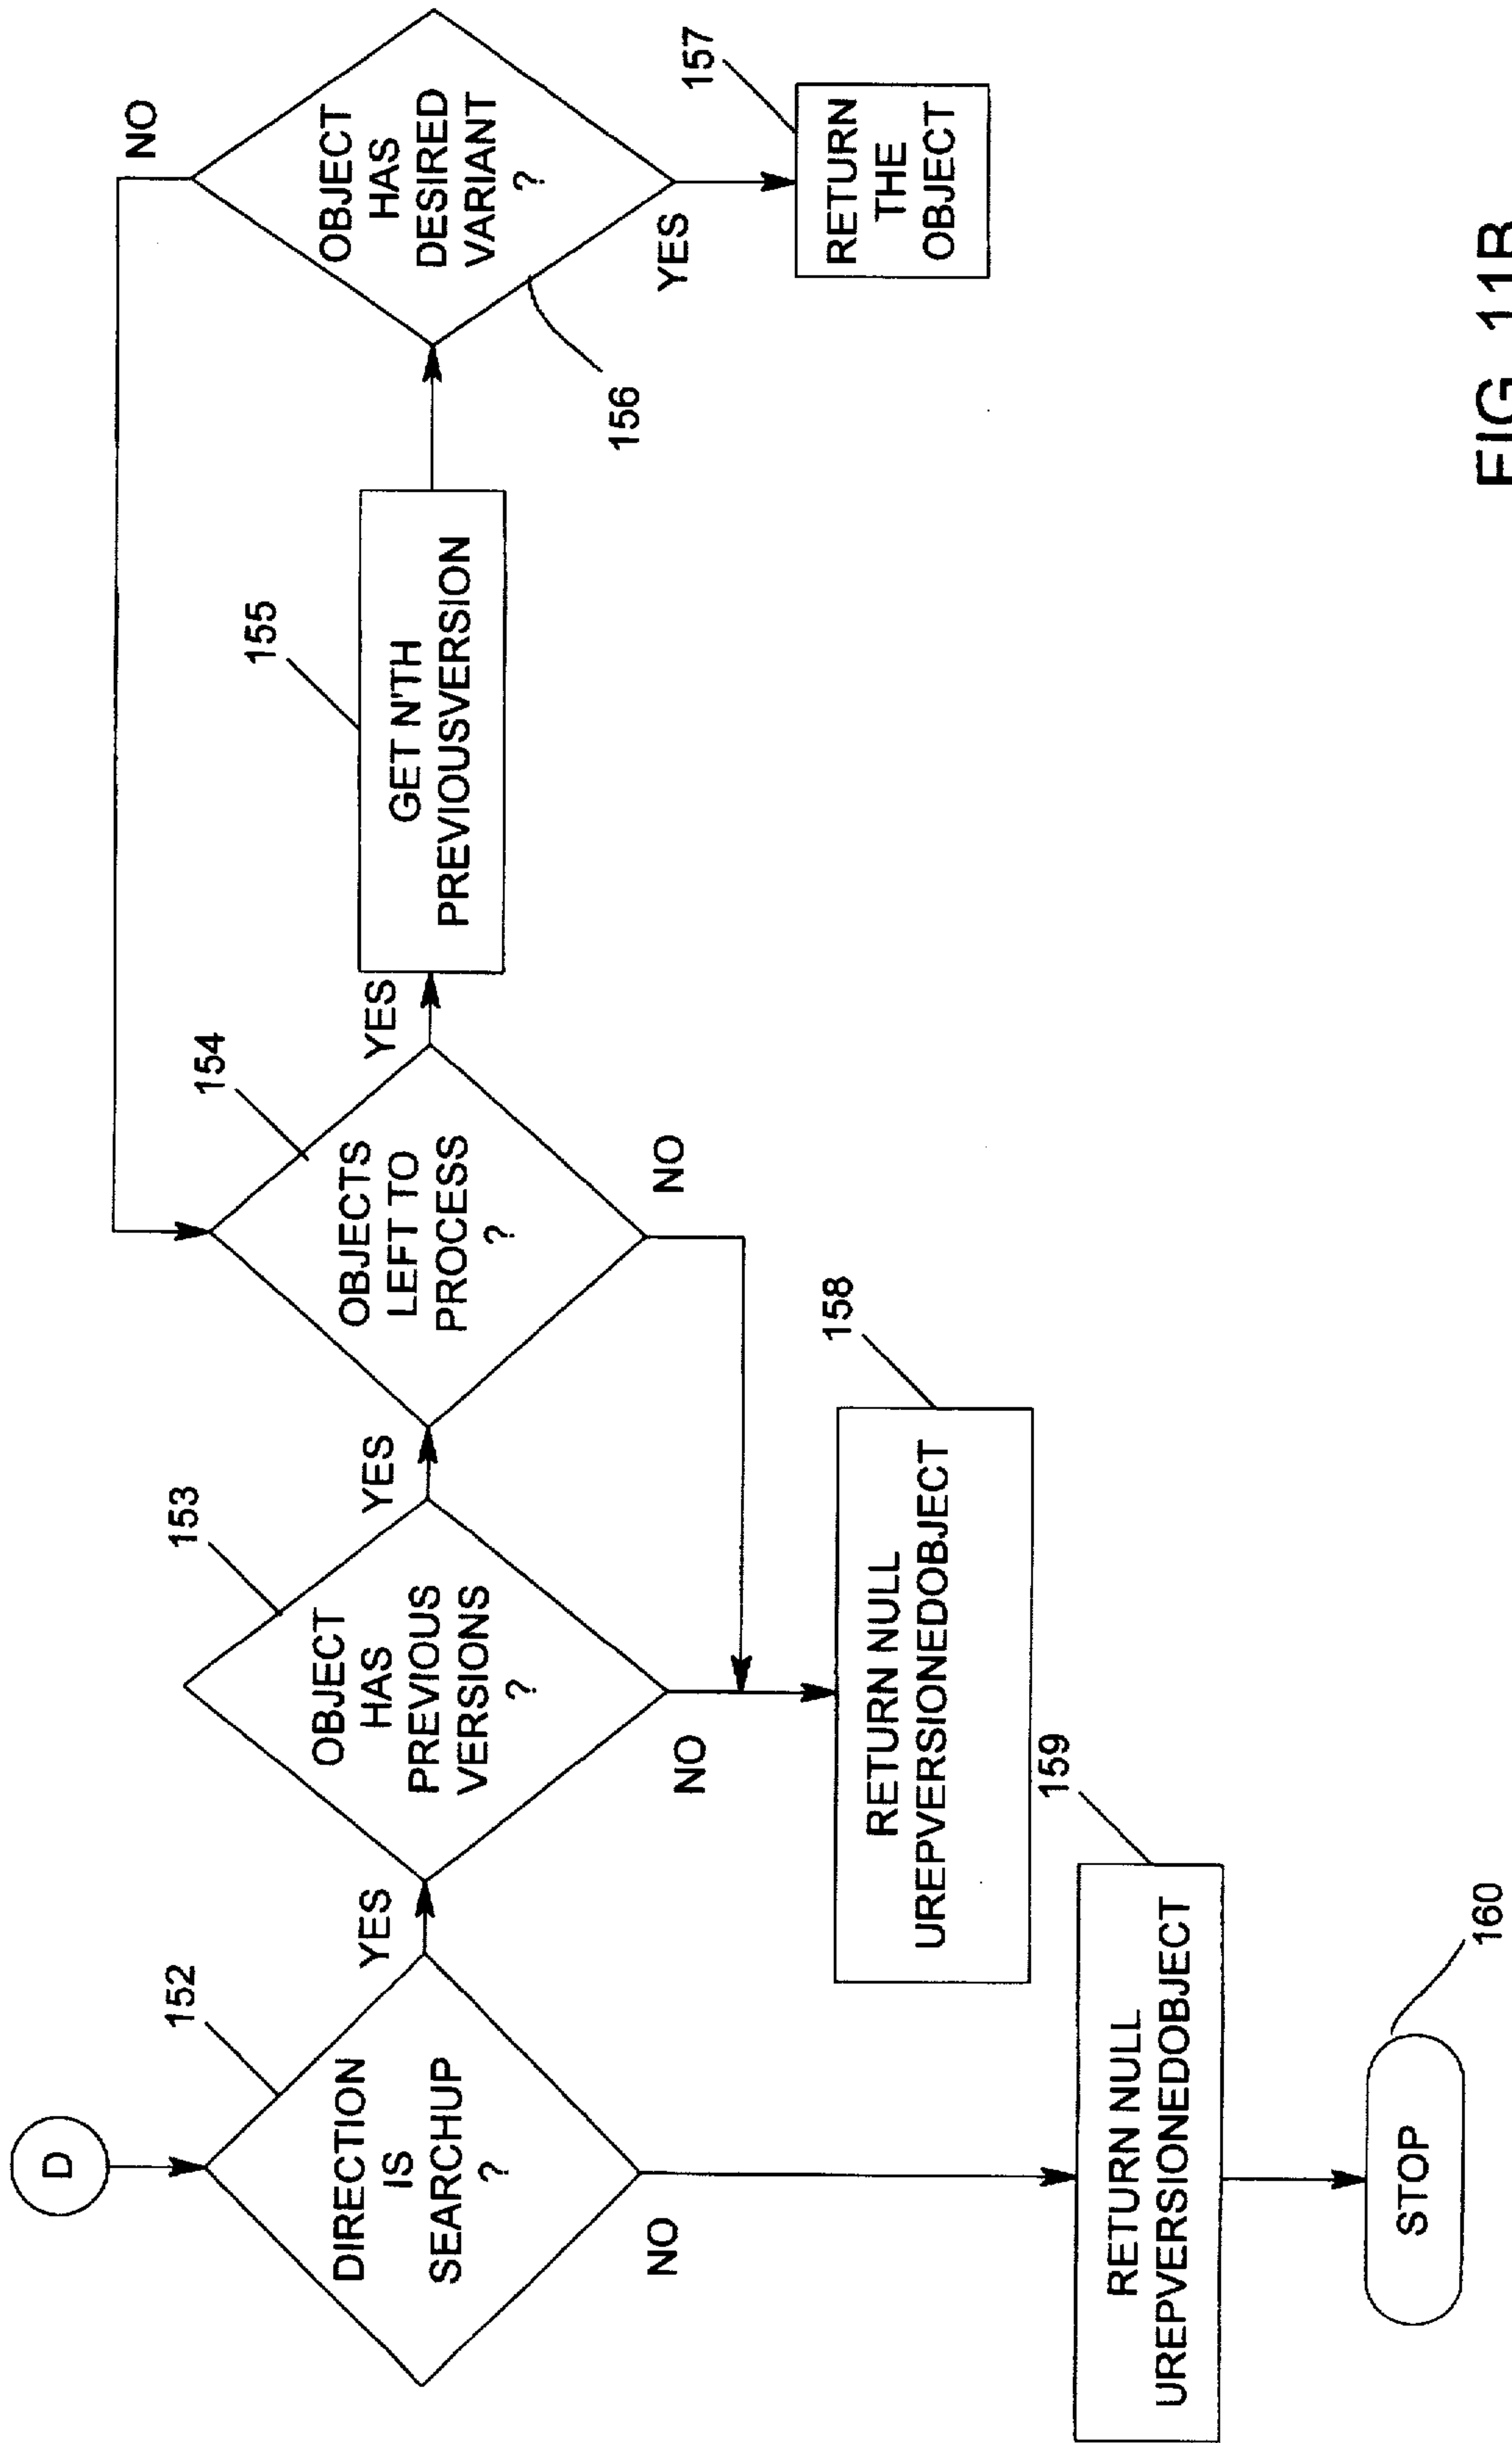 D
152
DIRECTION
IS
SEARCHUP
?
YES
NO
153
OBJECT
HAS
PREVIOUS
VERSIONS
?
YES
NO
154
OBJECTS
LEFT TO
PROCESS
?
YES
NO
155
GET N'TH
PREVIOUSVERSION
156
OBJECT
HAS
DESIRED
VARIANT
?
NO
YES
157
RETURN
THE
OBJECT
158
RETURN NULL
UREPVERSIONEDOBJECT
159
RETURN NULL
UREPVERSIONEDOBJECT
160
STOP
FIG. 11B